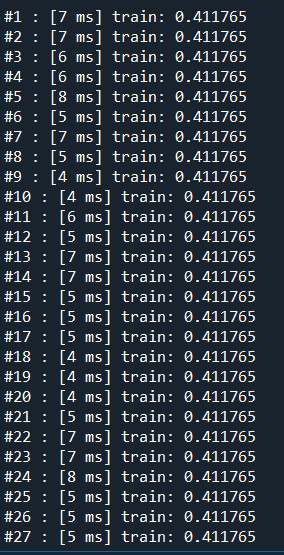 #1 : [7 ms] train: 0.411765
#2 : [7 ms] train: 0.411765
#3 : [6 ms] train: 0.411765
#4 : [6 ms] train: 0.411765
#5 : [8 ms] train: 0.411765
#6 : [5 ms] train: 0.411765
#7 : [7 ms] train: 0.411765
#8 : [5 ms] train: 0.411765
#9 : [4 ms] train: 0.411765
#10 : [4 ms] train: 0.411765
#11 : [6 ms] train: 0.411765
#12 : [5 ms] train: 0.411765
#13 : [7 ms] train: 0.411765
#14 : [7 ms] train: 0.411765
#15 : [5 ms] train: 0.411765
#16 : [5 ms] train: 0.411765
#17 : [5 ms] train: 0.411765
#18 : [4 ms] train: 0.411765
#19 : [4 ms] train: 0.411765
#20 : [4 ms] train: 0.411765
#21 : [5 ms] train: 0.411765
#22 : [7 ms] train: 0.411765
#23 : [7 ms] train: 0.411765
#24 : [8 ms] train: 0.411765
#25 : [5 ms] train: 0.411765
#26 : [5 ms] train: 0.411765
#27 : [5 ms] train: 0.411765